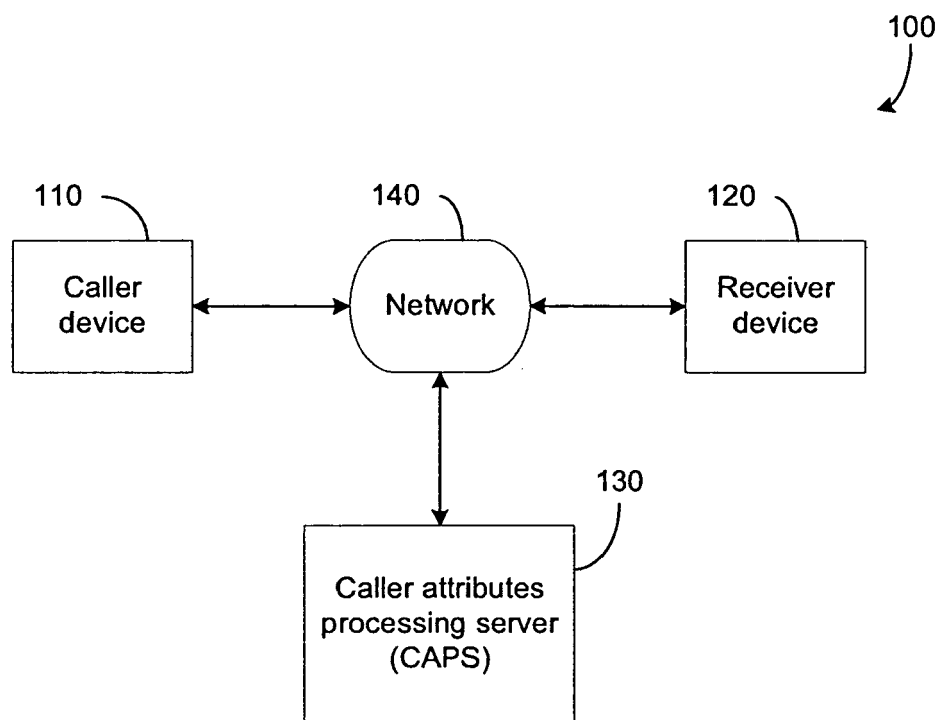 100
110
140
120
Caller
device
Network
Receiver
device
130
Caller attributes
processing server
(CAPS)